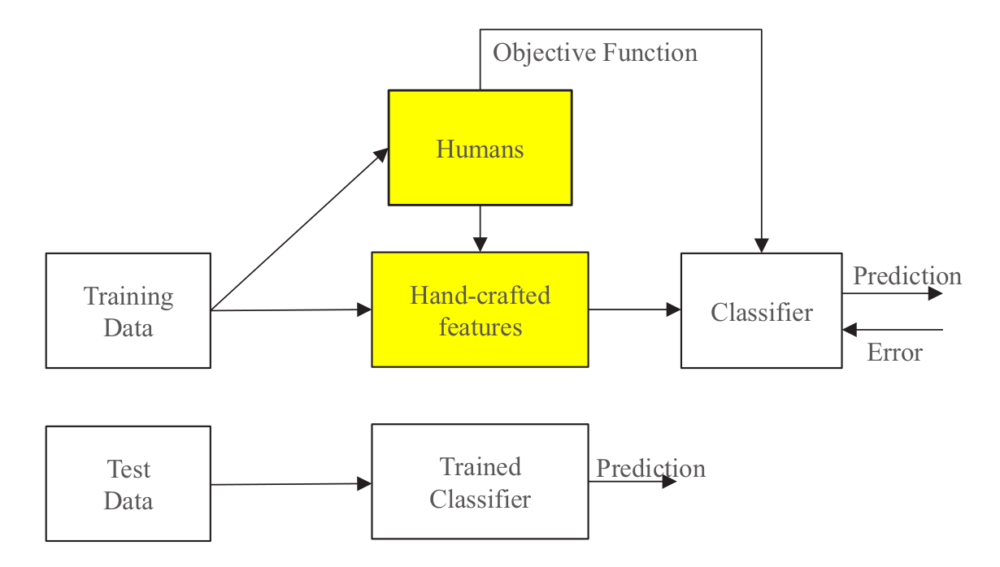 Objective Function
Humans
Training
Data
Hand-crafted
features
Classifier
Prediction
Error
Test
Data
Trained
Classifier
Prediction